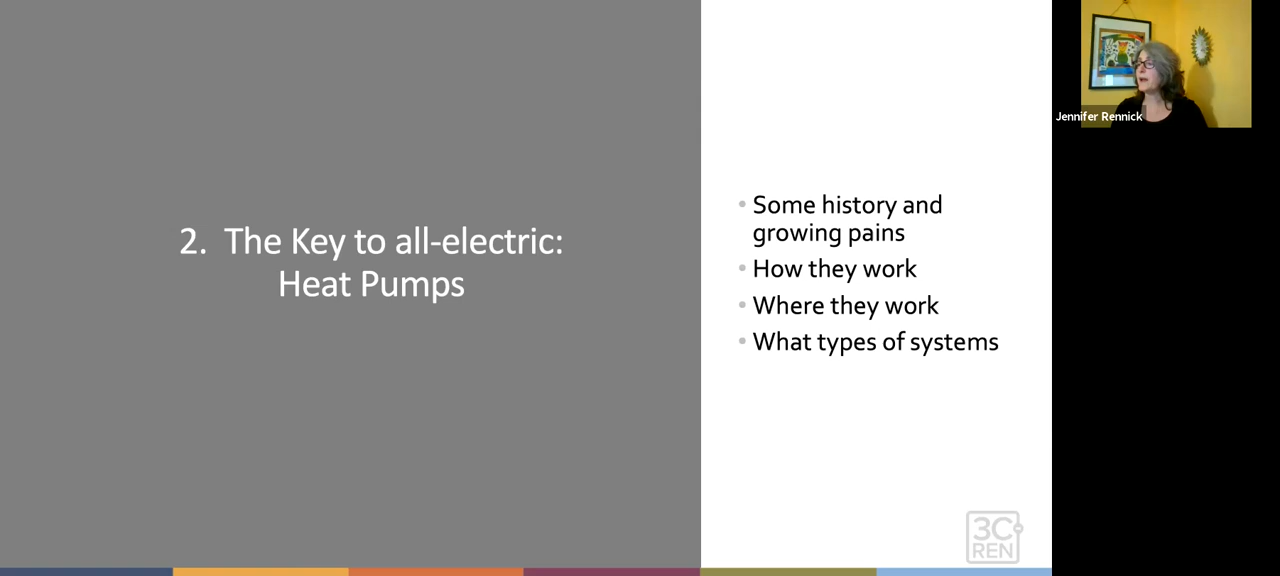 2. The Key to all-electric:
Heat Pumps
• Some history and
growing pains
• How they work
• Where they work
• What types of systems
3C
REN
Jennifer Rennick